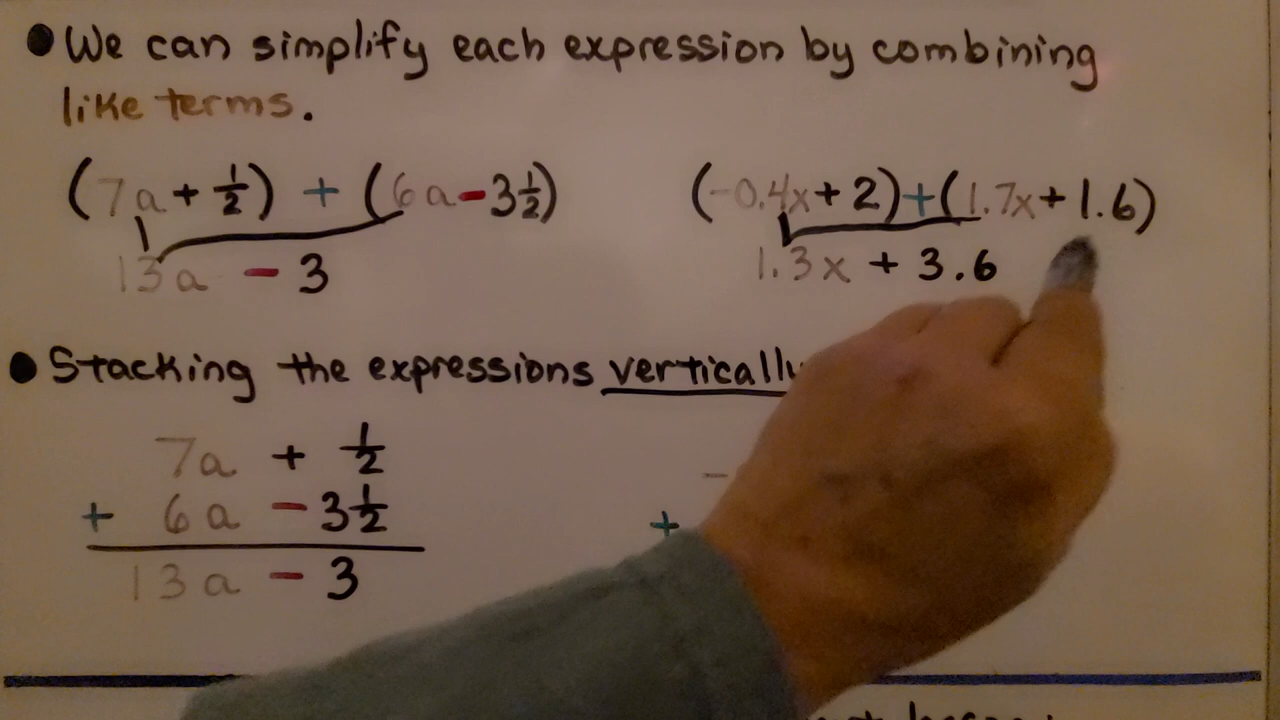 • We can simplify each expression by combining
like terms.
(7a + 1/2) + (6a - 3 1/2)
13a - 3
(-0.4x + 2) + (1.7x + 1.6)
1.3x + 3.6
• Stacking the expressions vertically
7a + 1/2
+ 6a - 3 1/2
13a - 3
-
+